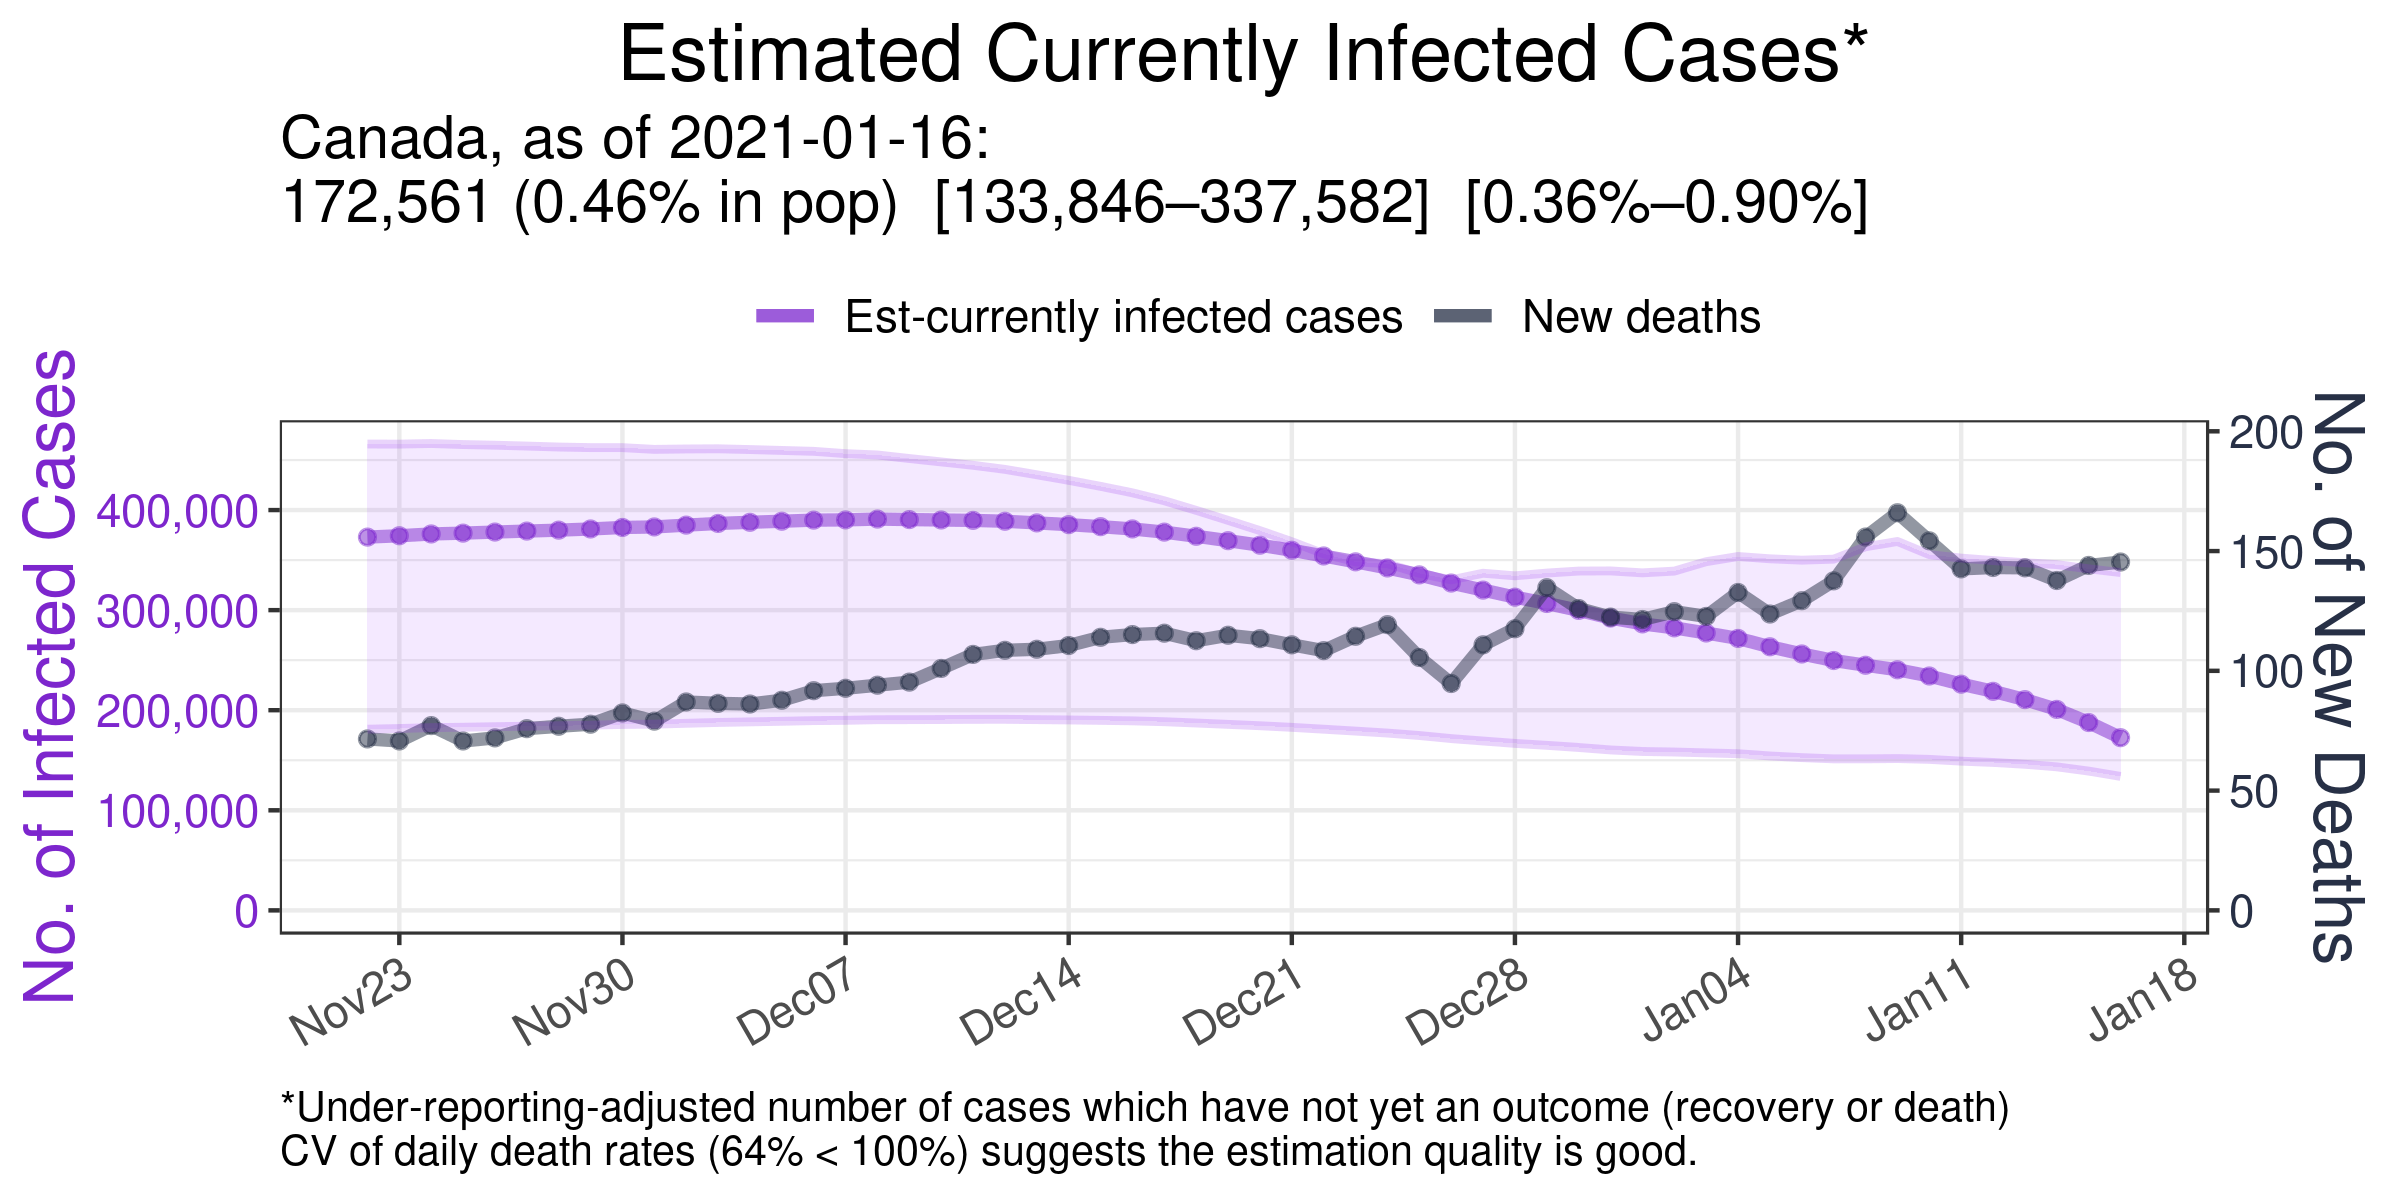 Estimated Currently Infected Cases*
Canada, as of 2021-01-16:
172,561 (0.46% in pop) [133,846–337,582] [0.36%–0.90%]
Est-currently infected cases
New deaths
No. of Infected Cases
400,000
300,000
200,000
100,000
0
200
150
100
50
0
No. of New Deaths
Nov23
Nov30
Dec07
Dec14
Dec21
Dec28
Jan04
Jan11
Jan18
*Under-reporting-adjusted number of cases which have not yet an outcome (recovery or death)
CV of daily death rates (64% < 100%) suggests the estimation quality is good.